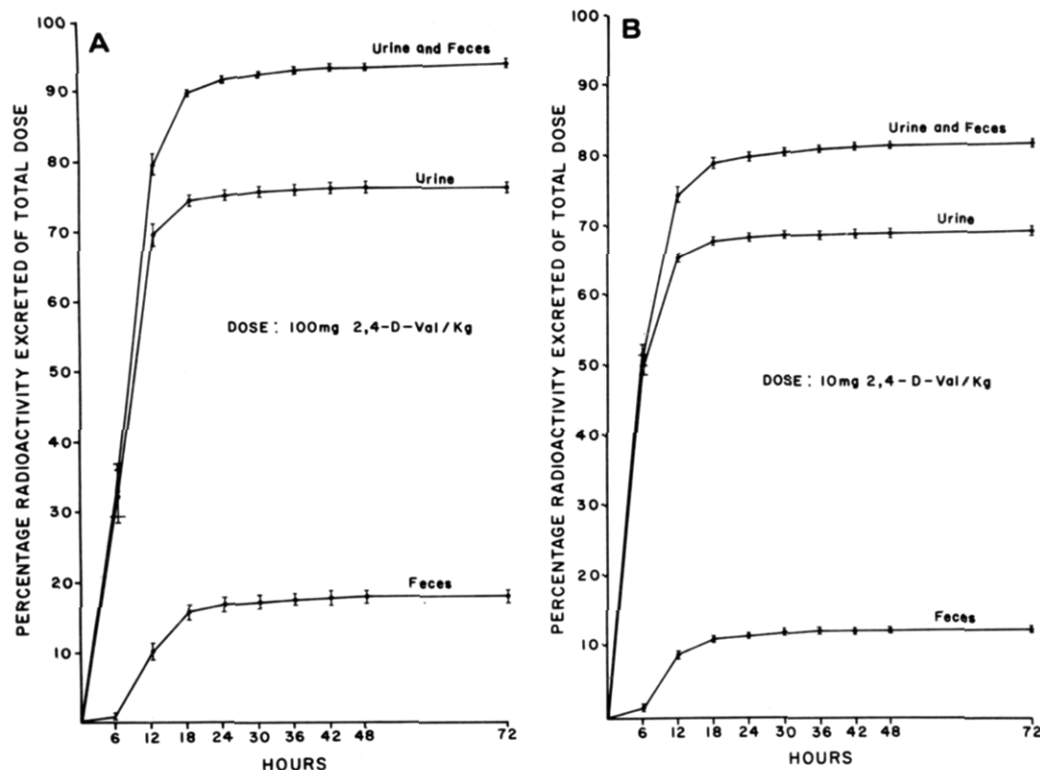 A
PERCENTAGE RADIOACTIVITY EXCRETED OF TOTAL DOSE
100
90
80
70
60
50
40
30
20
10
Urine and Feces
Urine
DOSE: 100mg 2,4-D-Val/Kg
Feces
6 12 18 24 30 36 42 48 72
HOURS
B
PERCENTAGE RADIOACTIVITY EXCRETED OF TOTAL DOSE
100
90
80
70
60
50
40
30
20
10
Urine and Feces
Urine
DOSE: 10mg 2,4-D-Val/Kg
Feces
6 12 18 24 30 36 42 48 72
HOURS